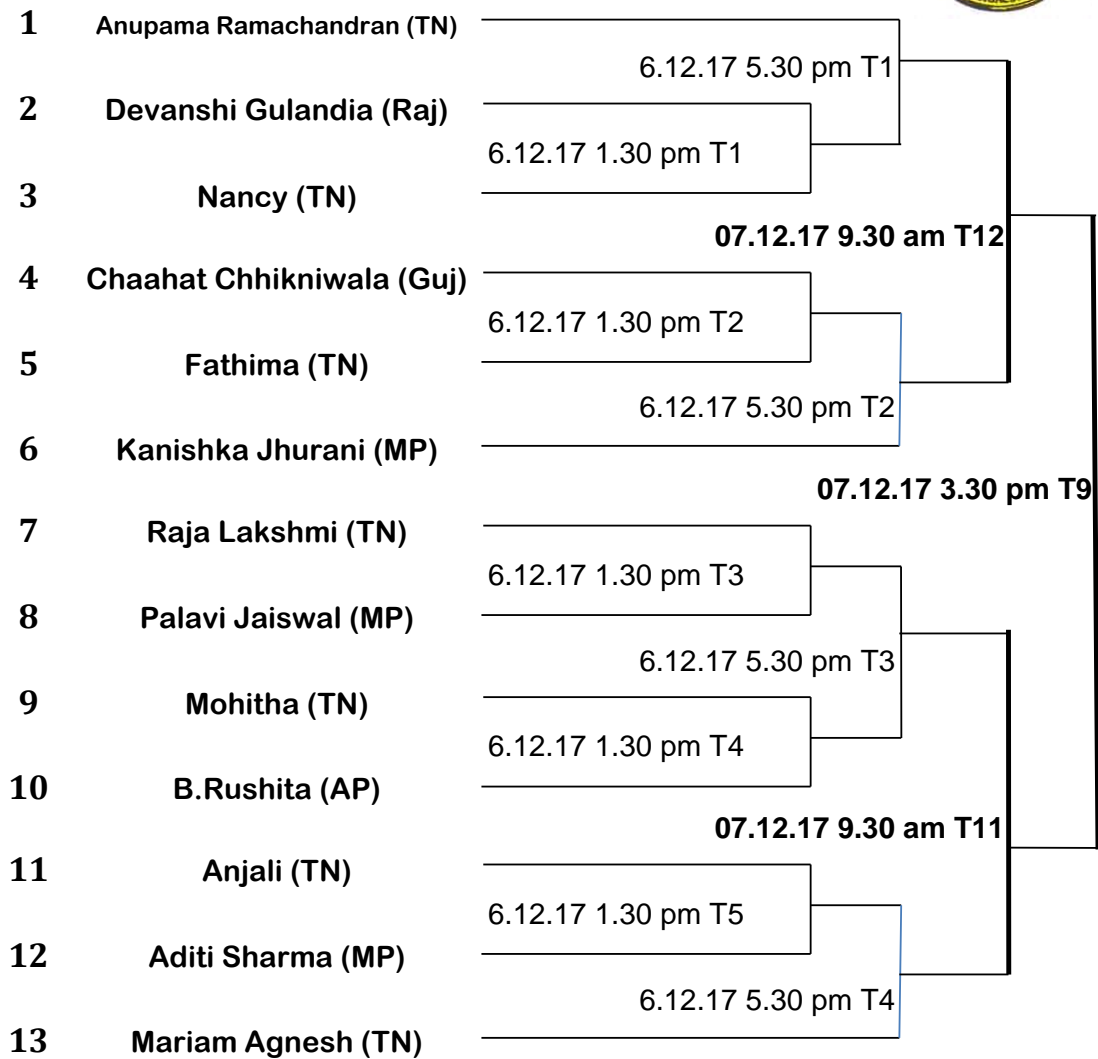 1 Anupama Ramachandran (TN)
6.12.17 5.30 pm T1
2 Devanshi Gulandia (Raj)
6.12.17 1.30 pm T1
3 Nancy (TN)
07.12.17 9.30 am T12
4 Chaahat Chhikniwala (Guj)
6.12.17 1.30 pm T2
5 Fathima (TN)
6.12.17 5.30 pm T2
6 Kanishka Jhurani (MP)
07.12.17 3.30 pm T9
7 Raja Lakshmi (TN)
6.12.17 1.30 pm T3
8 Palavi Jaiswal (MP)
6.12.17 5.30 pm T3
9 Mohitha (TN)
6.12.17 1.30 pm T4
10 B.Rushita (AP)
07.12.17 9.30 am T11
11 Anjali (TN)
6.12.17 1.30 pm T5
12 Aditi Sharma (MP)
6.12.17 5.30 pm T4
13 Mariam Agnesh (TN)